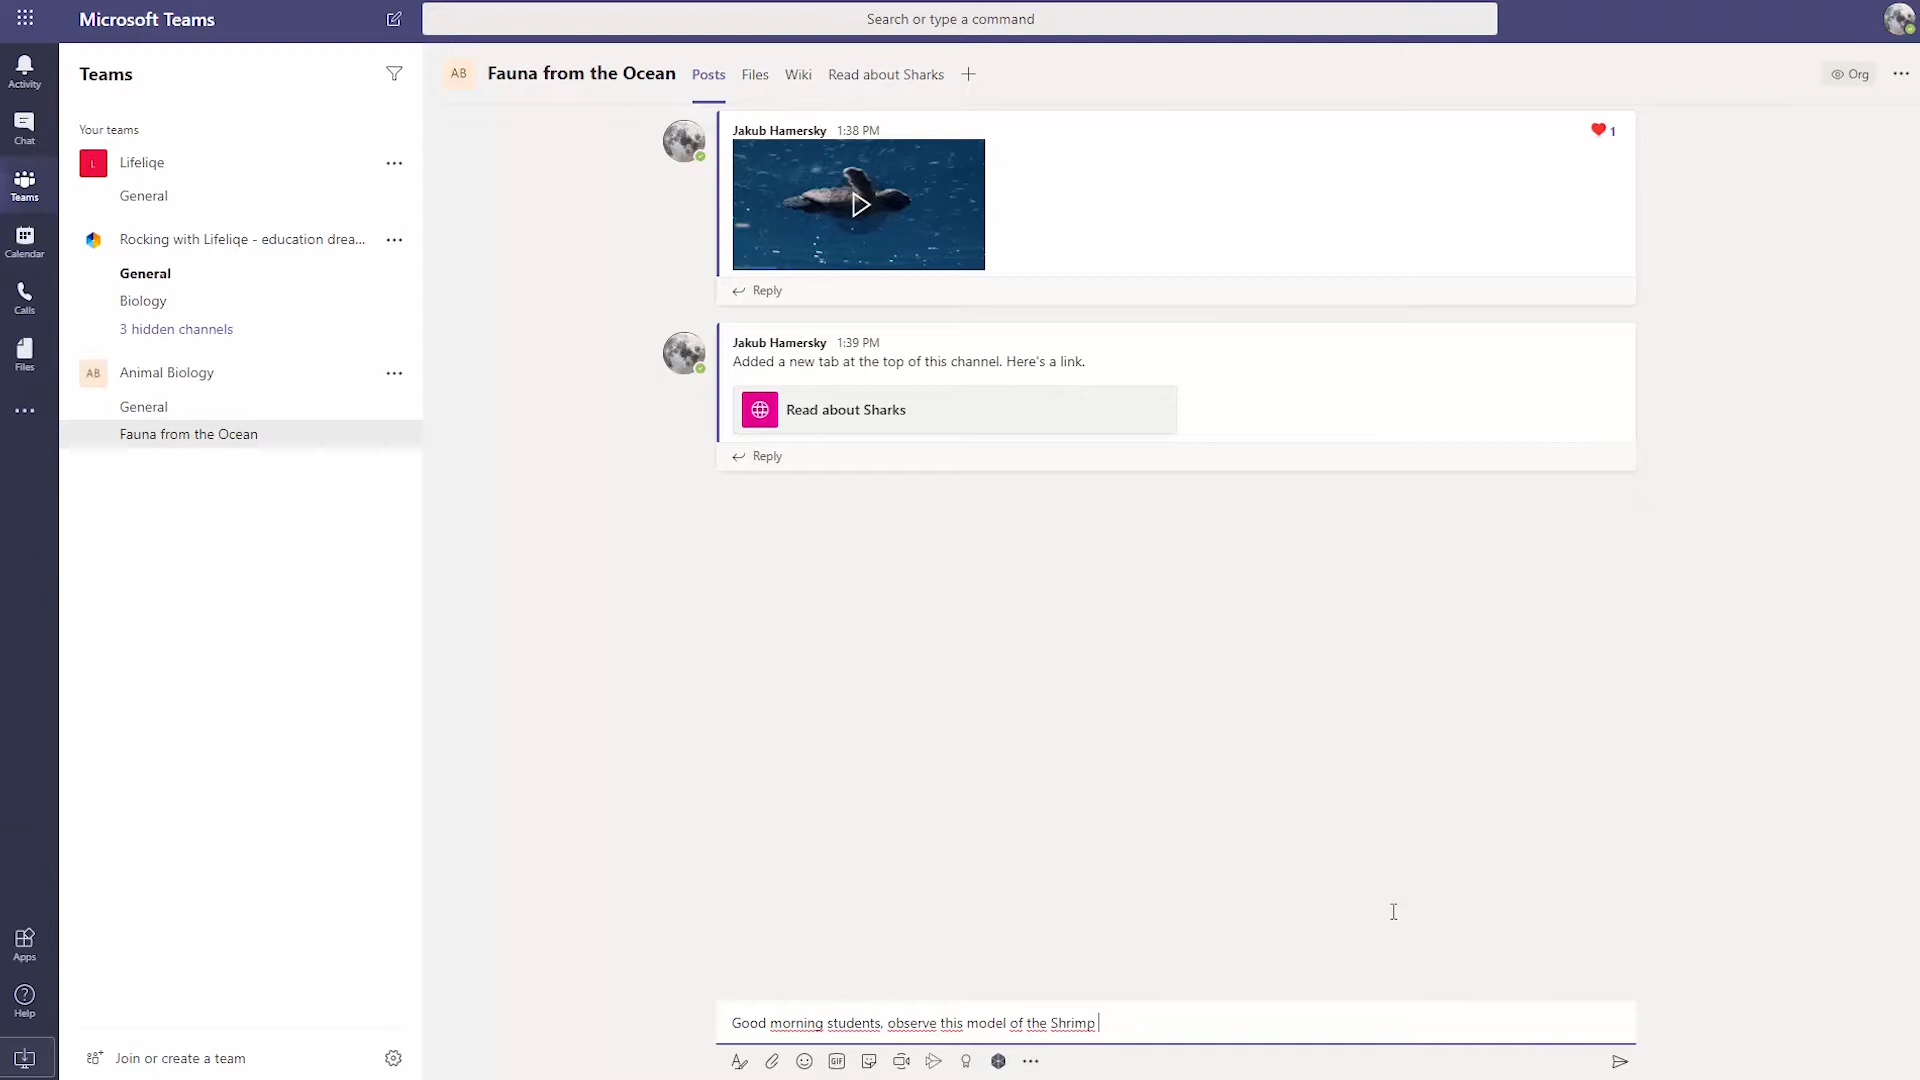 Microsoft Teams
Search or type a command
Activity
Chat
Teams
Calendar
Calls
Files
Apps
Help
Teams
Your teams
L
Lifeliqe
General
Rocking with Lifeliqe - education drea...
General
Biology
3 hidden channels
AB
Animal Biology
General
Fauna from the Ocean
Join or create a team
AB
Fauna from the Ocean
Posts
Files
Wiki
Read about Sharks
Org
Jakub Hamersky 1:38 PM
1
Reply
Jakub Hamersky 1:39 PM
Added a new tab at the top of this channel. Here's a link.
Read about Sharks
Reply
Good morning students, observe this model of the Shrimp
GIF